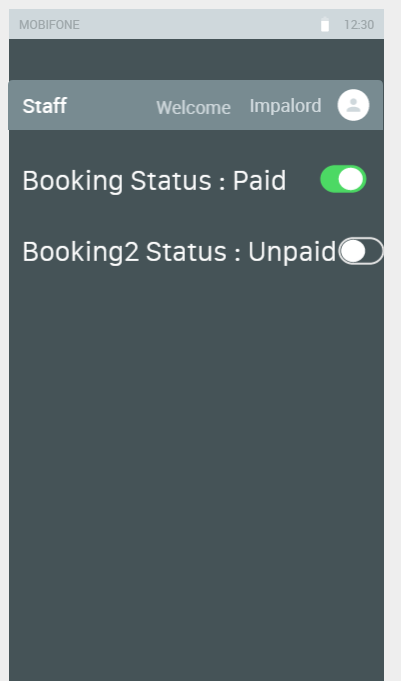 MOBIFONE 12:30
Staff Welcome Impalord
Booking Status : Paid
Booking2 Status : Unpaid